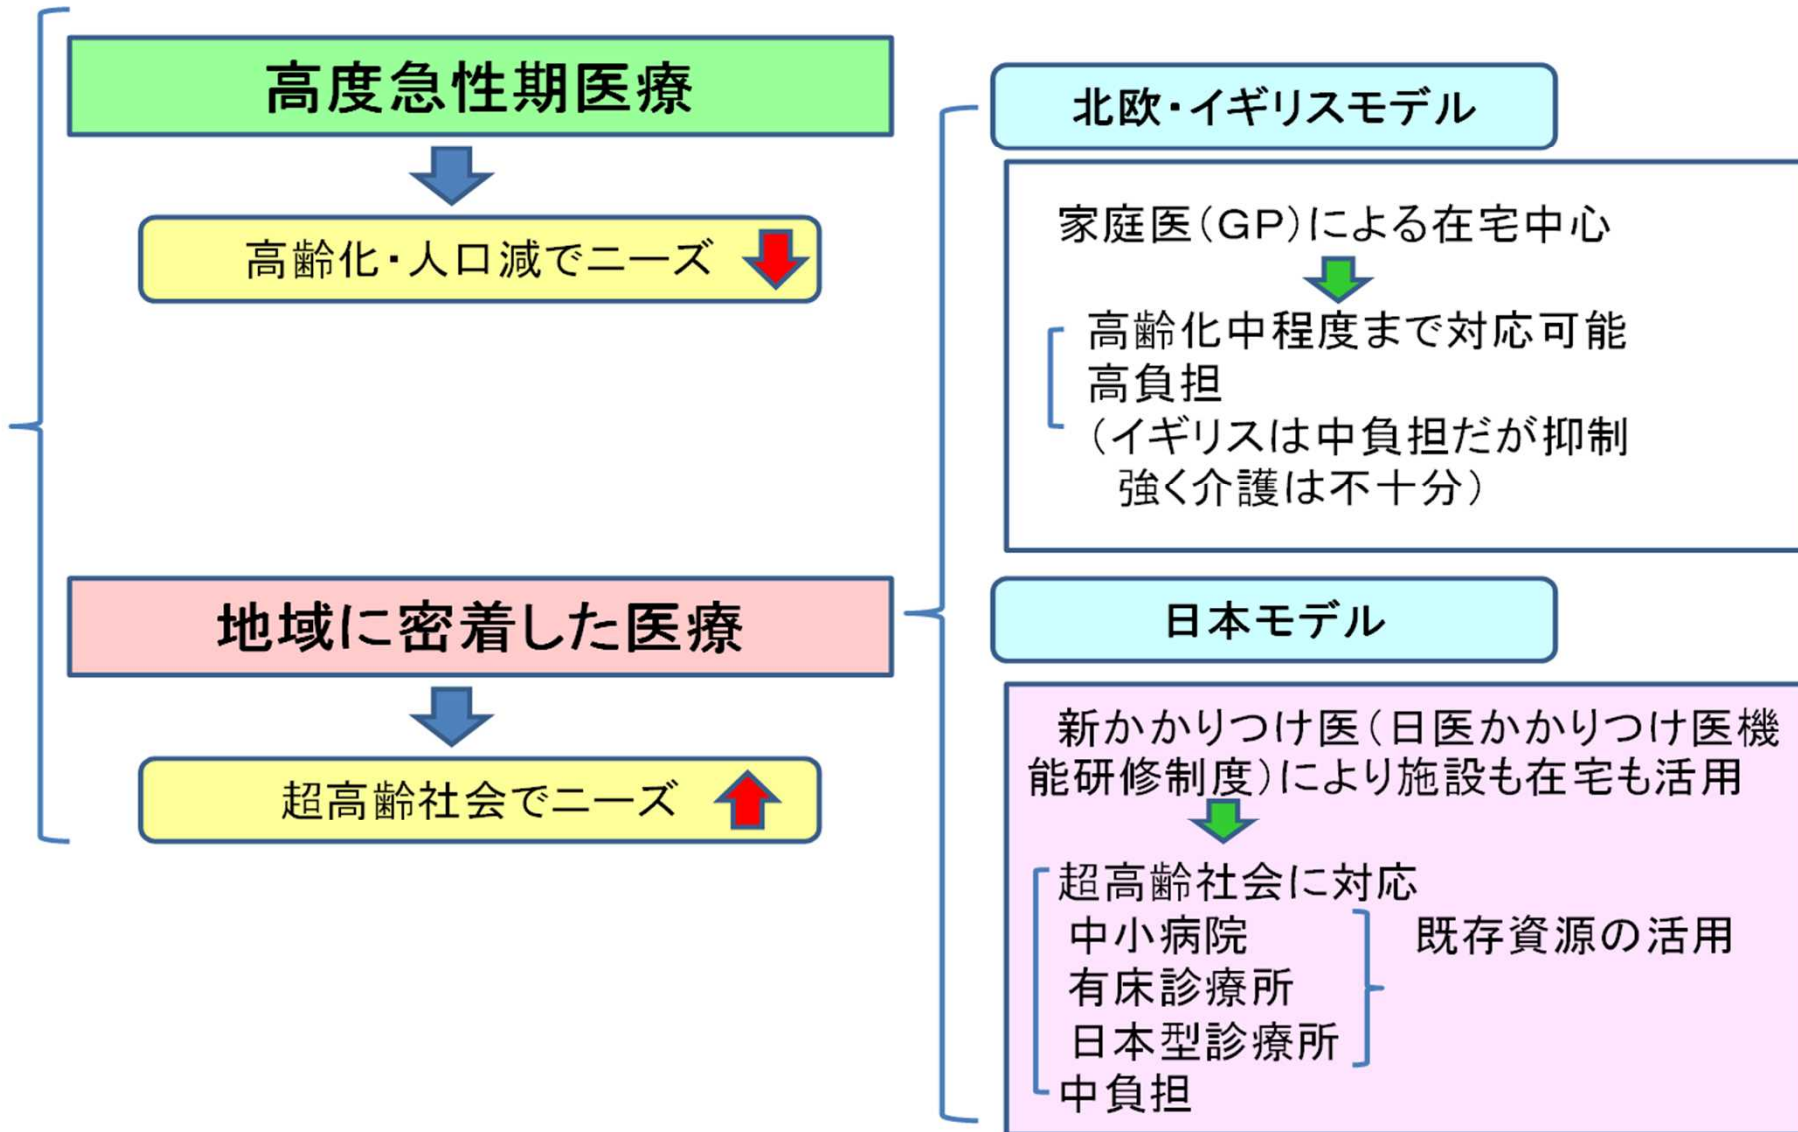 高度急性期医療
高齢化・人口減でニーズ
地域に密着した医療
超高齢社会でニーズ
北欧・イギリスモデル
家庭医(GP)による在宅中心
高齢化中程度まで対応可能
高負担
(イギリスは中負担だが抑制
強く介護は不十分)
日本モデル
新かかりつけ医(日医かかりつけ医機
能研修制度)により施設も在宅も活用
超高齢社会に対応
中小病院
既存資源の活用
有床診療所
日本型診療所
中負担